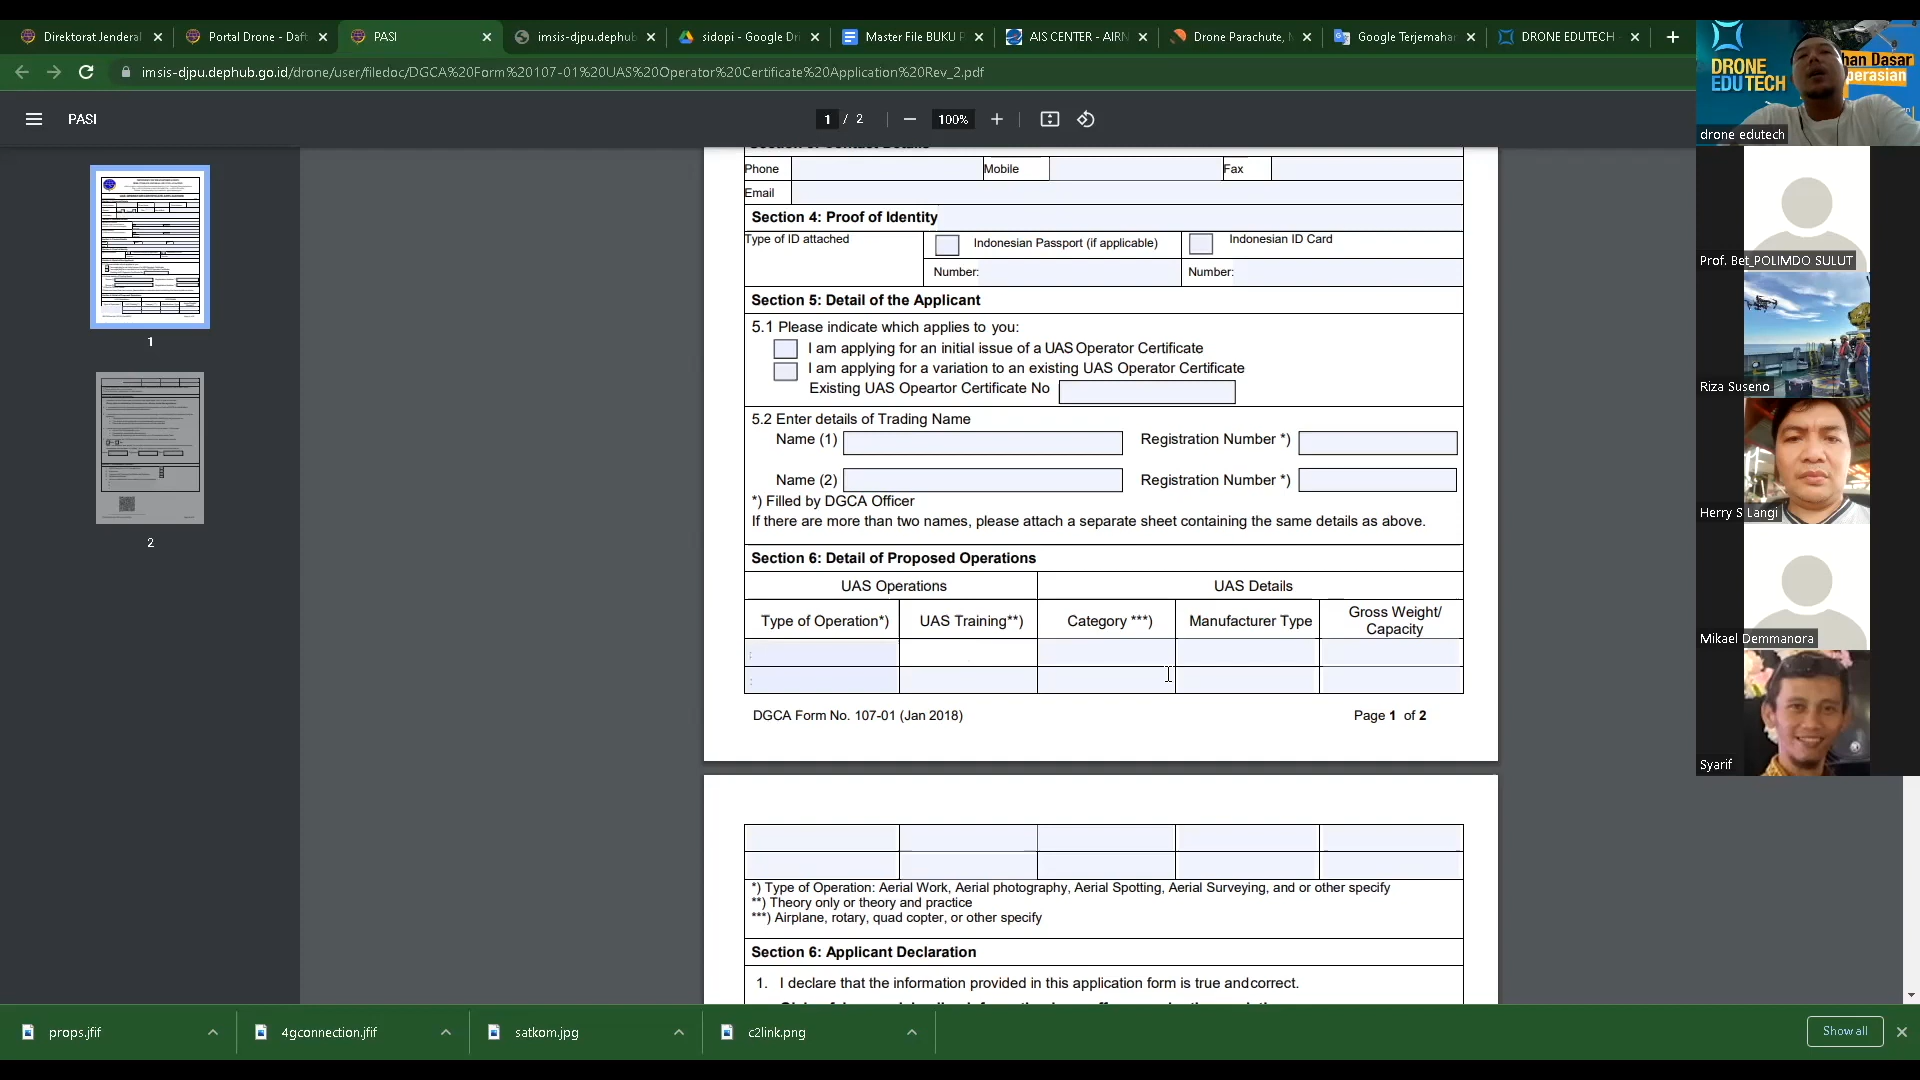 Direktorat Jenderal
Portal Drone - Daft
PASI
imsis-djpu.dephub
sidopi - Google Dri
Master File BUKU P
AIS CENTER - AIRN
Drone Parachute,
Google Terjemahan
DRONE EDUTECH
imsis-djpu.dephub.go.id/drone/user/filedoc/DGCA%20Form%20107-01%20UAS%20Operator%20Certificate%20Application%20Rev_2.pdf
PASI
1 / 2
100%
1
2
Phone
Mobile
Fax
Email
Section 4: Proof of Identity
Type of ID attached
Indonesian Passport (if applicable)
Indonesian ID Card
Number:
Number:
Section 5: Detail of the Applicant
5.1 Please indicate which applies to you:
I am applying for an initial issue of a UAS Operator Certificate
I am applying for a variation to an existing UAS Operator Certificate
Existing UAS Opeartor Certificate No
5.2 Enter details of Trading Name
Name (1)
Registration Number *)
Name (2)
Registration Number *)
*) Filled by DGCA Officer
If there are more than two names, please attach a separate sheet containing the same details as above.
Section 6: Detail of Proposed Operations
UAS Operations
UAS Details
Type of Operation*)
UAS Training**)
Category ***)
Manufacturer Type
Gross Weight/
Capacity
:
:
DGCA Form No. 107-01 (Jan 2018)
Page 1 of 2
*) Type of Operation: Aerial Work, Aerial photography, Aerial Spotting, Aerial Surveying, and or other specify
**) Theory only or theory and practice
***) Airplane, rotary, quad copter, or other specify
Section 6: Applicant Declaration
1. I declare that the information provided in this application form is true andcorrect.
DRONE
EDUTECH
han Dasar
perasian
drone edutech
Prof. Bet_POLIMDO SULUT
Riza Suseno
Herry S Langi
Mikael Demmanora
Syarif
props.jfif
4gconnection.jfif
satkom.jpg
c2link.png
Show all